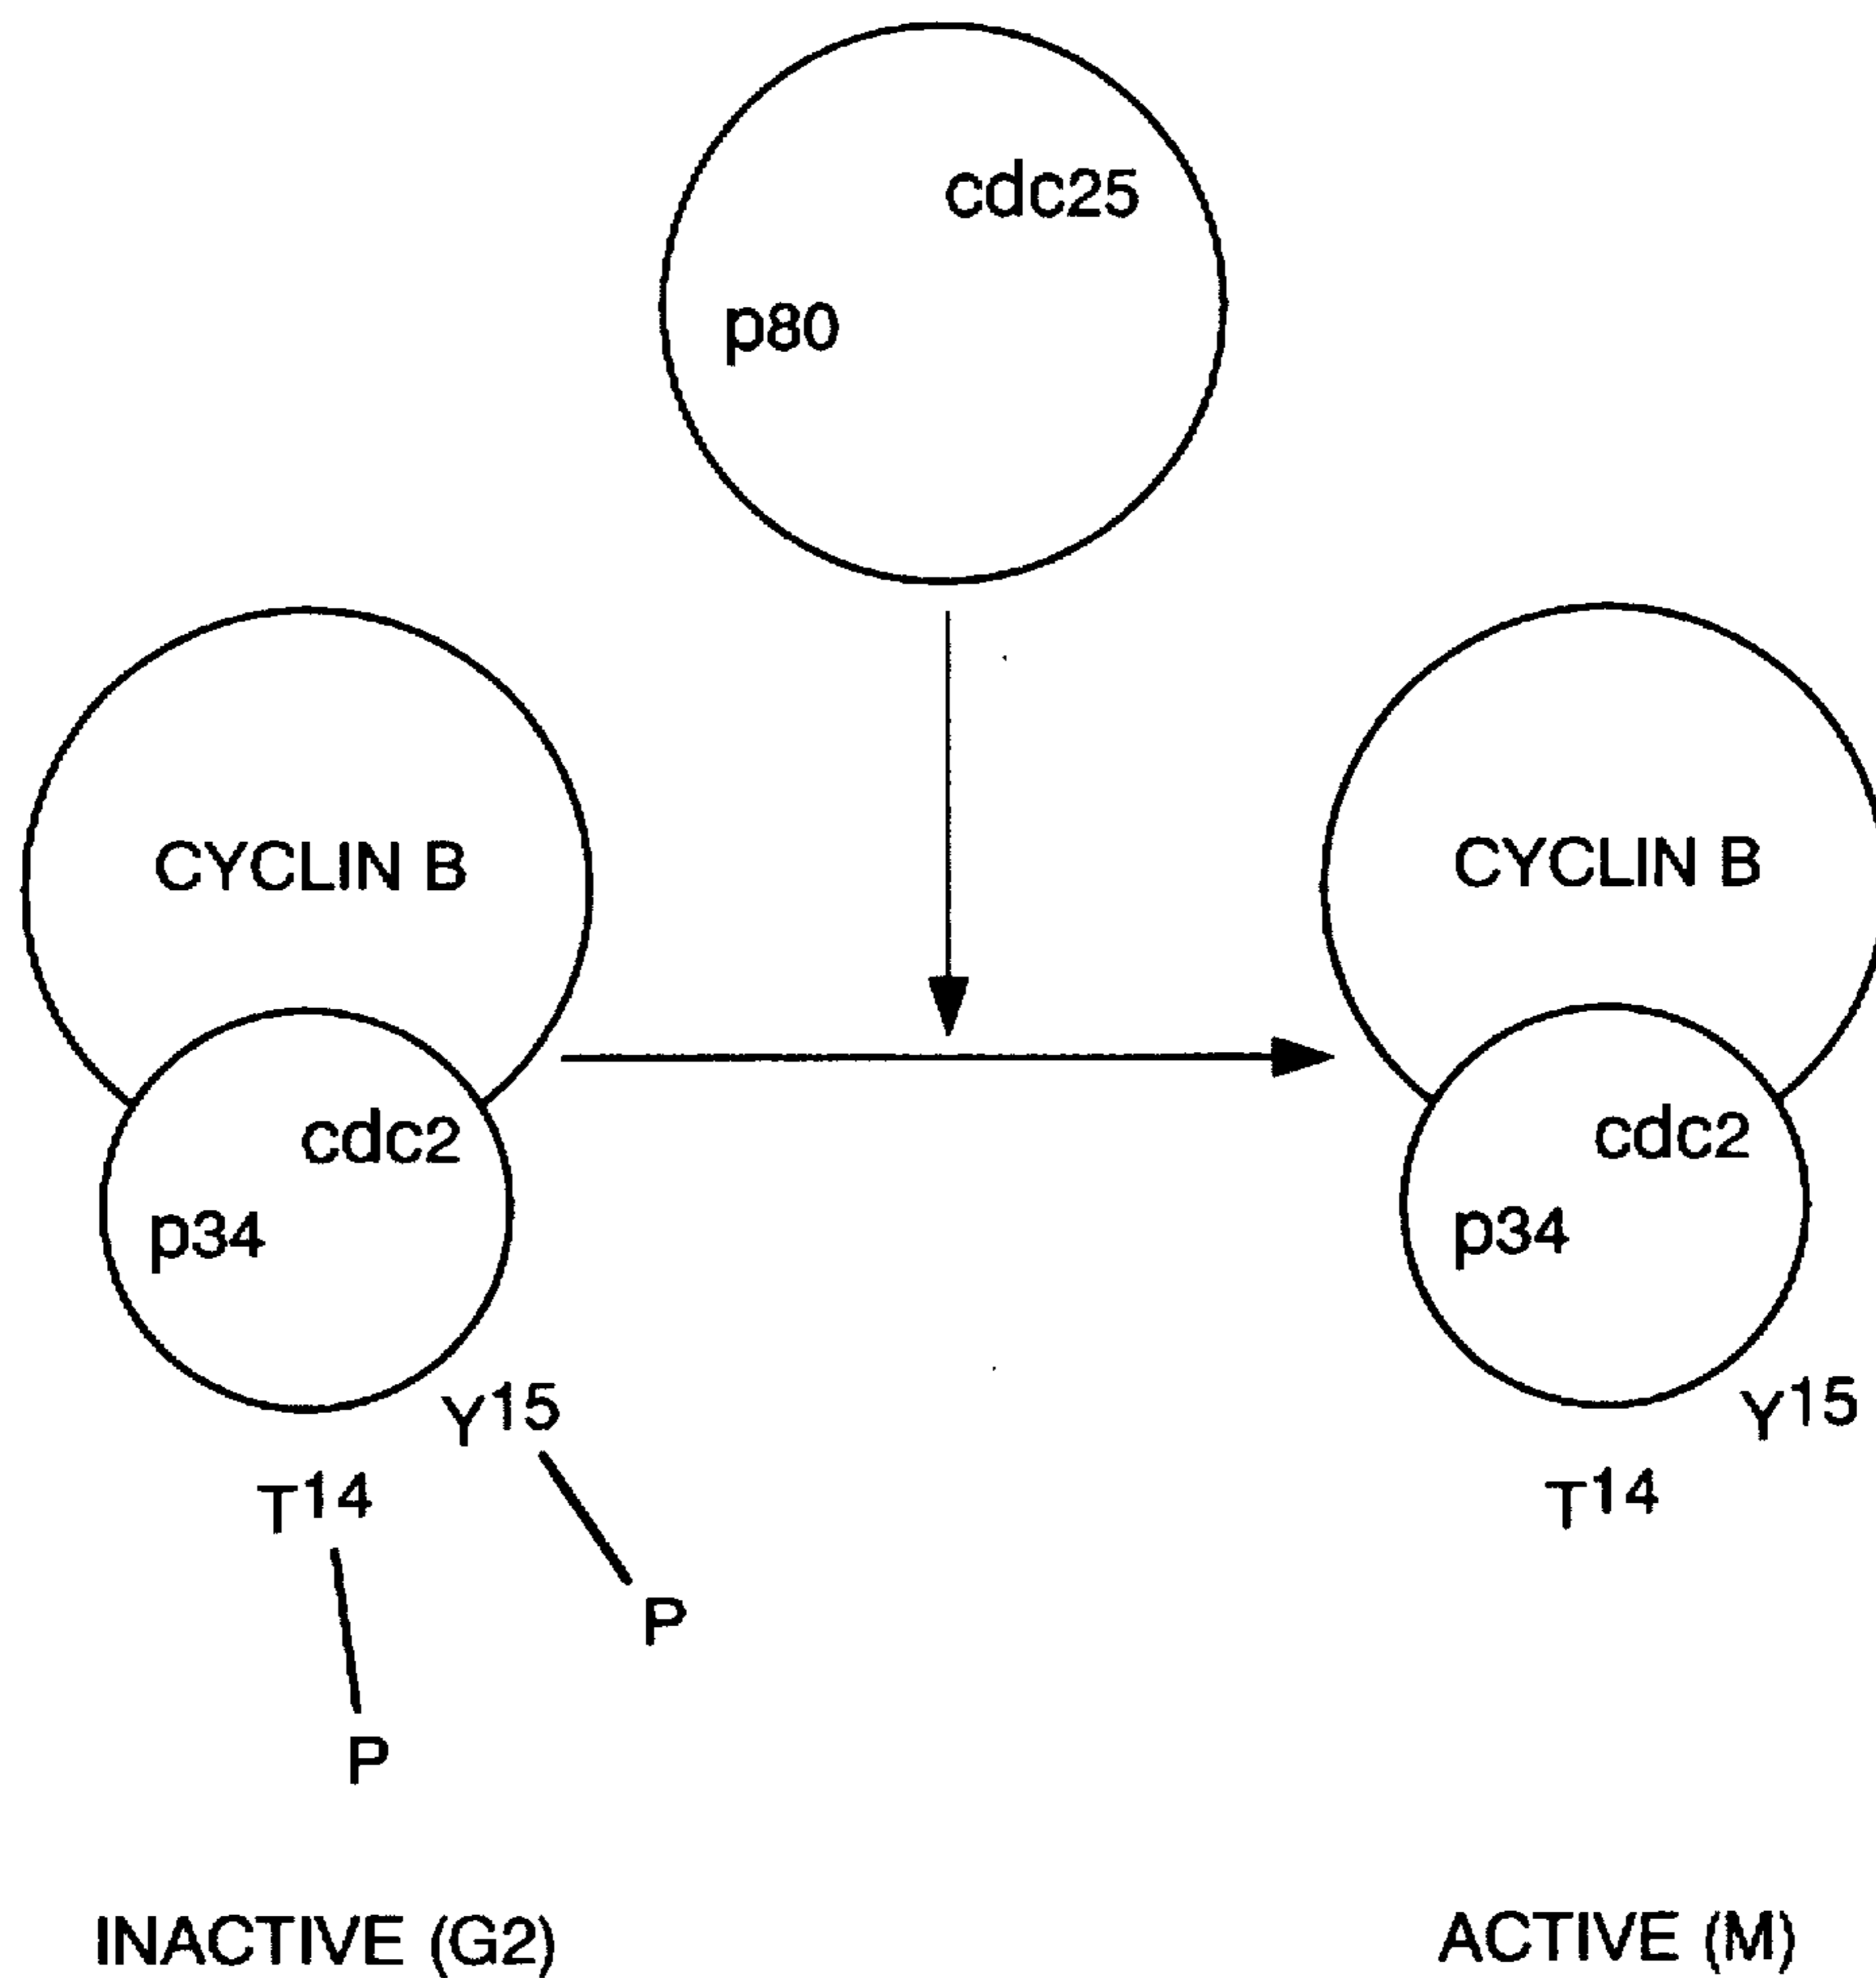 cdc25
p80
CYCLIN B
CYCLIN B
cdc2
cdc2
p34
p34
Y15
Y15
T14
T14
P
P
INACTIVE (G2)
ACTIVE (M)